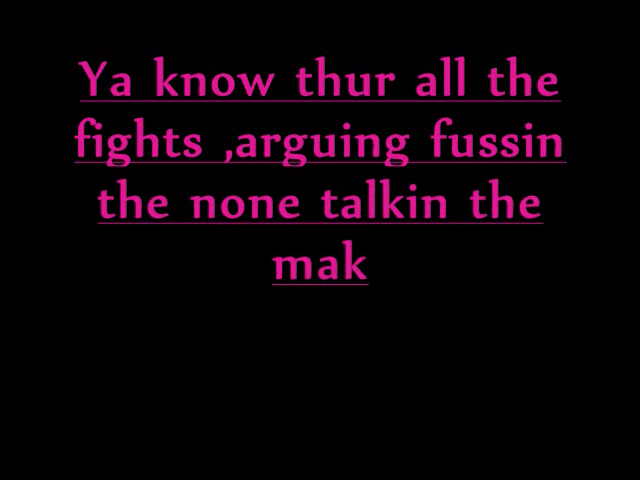 Ya know thur all the
fights ,arguing fussin
the none talkin the
mak